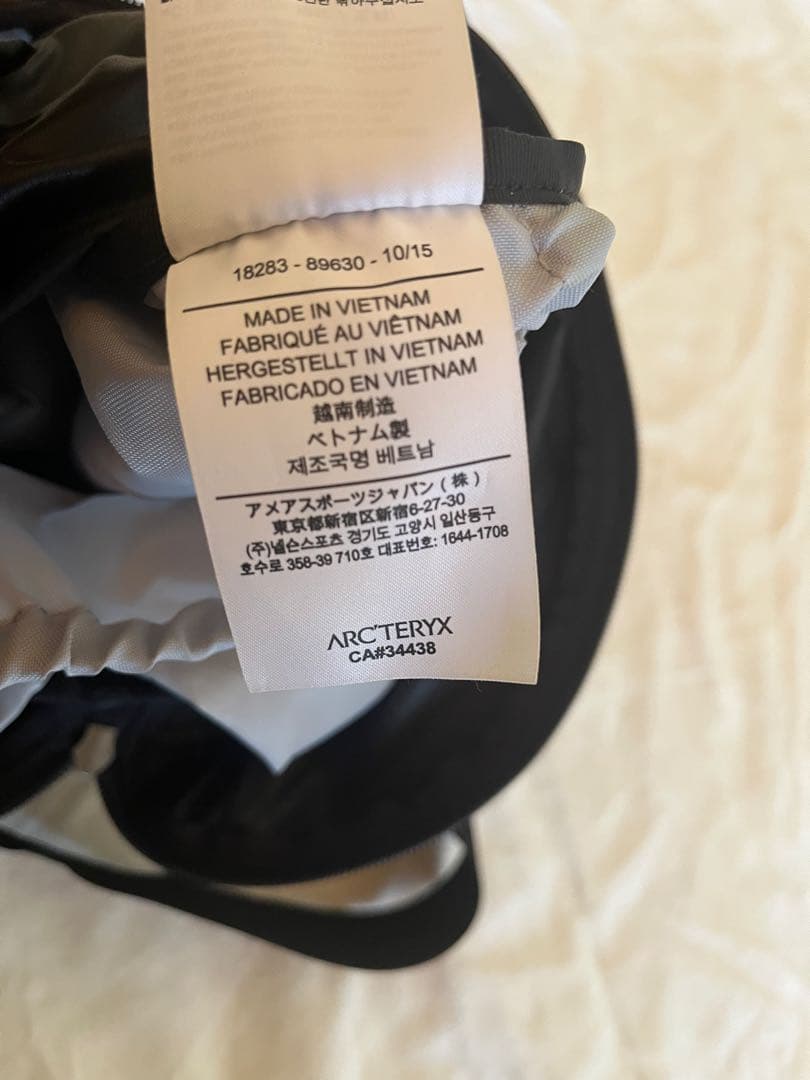 18283 - 89630 - 10/15
MADE IN VIETNAM
FABRIQUÉ AU VIÊTNAM
HERGESTELLT IN VIETNAM
FABRICADO EN VIETNAM
越南制造
ベトナム製
제조국명 베트남
アメアスポーツジャパン(株)
東京都新宿区新宿6-27-30
(주)넬슨스포츠 경기도 고양시 일산동구
호수로 358-39 710호 대표번호: 1644-1708
ARC'TERYX
CA#34438